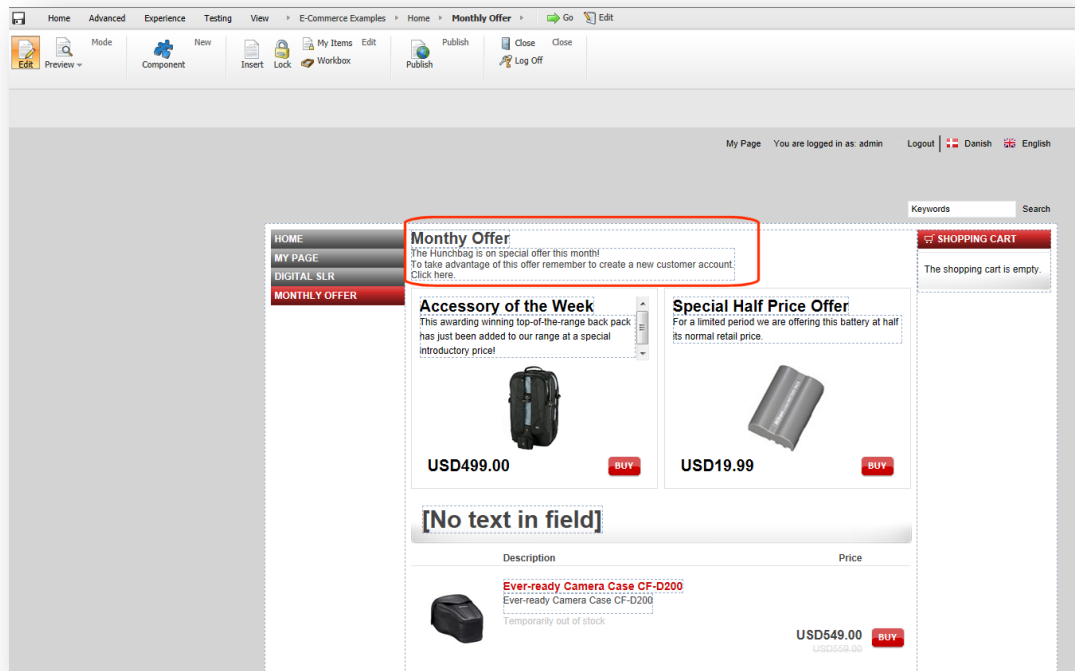 Home Advanced Experience Testing View E-Commerce Examples Home Monthly Offer Go Edit
Edit Preview Mode
Component New
Insert Lock My Items Workbox Edit
Publish Publish
Close Log Off Close
My Page You are logged in as: admin Logout Danish English
Keywords Search
HOME
MY PAGE
DIGITAL SLR
MONTHLY OFFER
Monthy Offer
The Hunchbag is on special offer this month!
To take advantage of this offer remember to create a new customer account.
Click here.
SHOPPING CART
The shopping cart is empty.
Accessory of the Week
This awarding winning top-of-the-range back pack
has just been added to our range at a special
introductory price!
USD499.00 BUY
Special Half Price Offer
For a limited period we are offering this battery at half
its normal retail price.
USD19.99 BUY
[No text in field]
Description Price
Ever-ready Camera Case CF-D200
Ever-ready Camera Case CF-D200
Temporarily out of stock
USD549.00 BUY
USD559.00